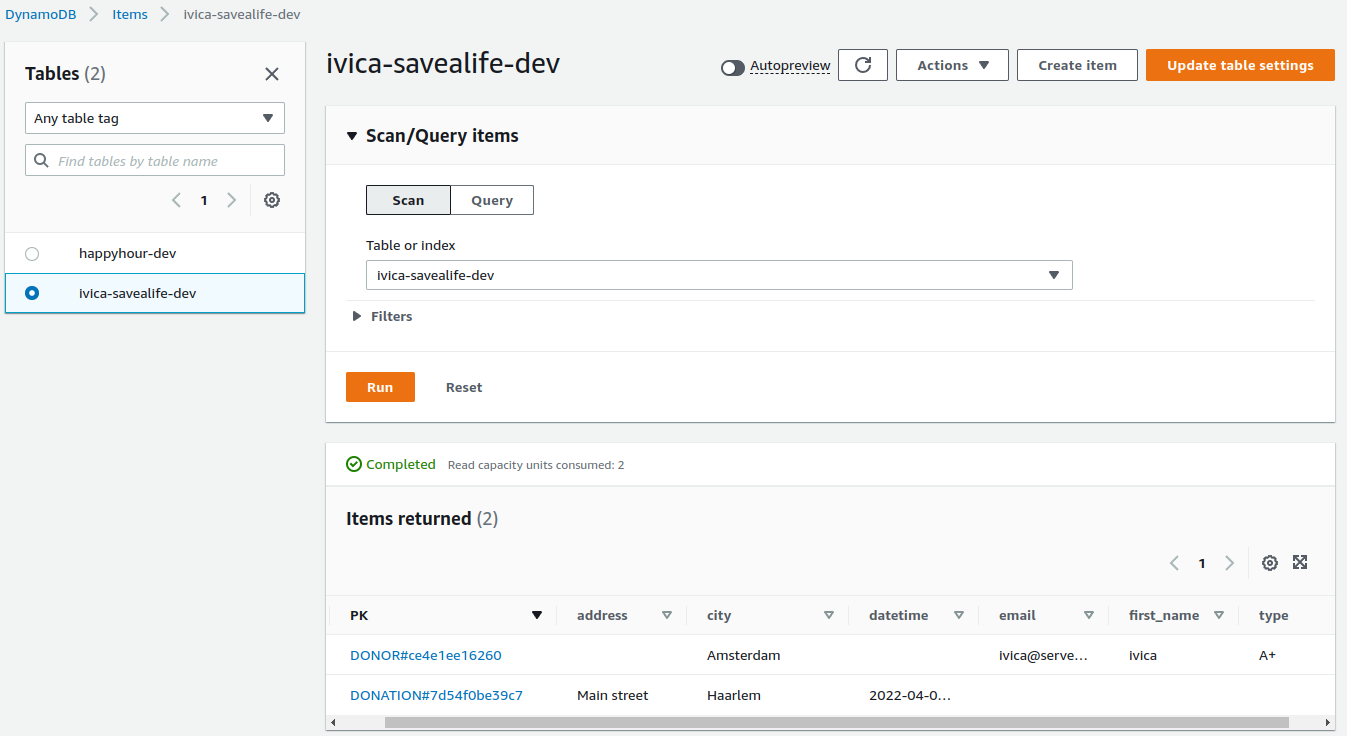 DynamoDB > Items > ivica-savealife-dev
Tables (2)
Any table tag
Find tables by table name
1
happyhour-dev
ivica-savealife-dev
ivica-savealife-dev
Autopreview
Actions
Create item
Update table settings
Scan/Query items
Scan Query
Table or index
ivica-savealife-dev
Filters
Run Reset
Completed Read capacity units consumed: 2
Items returned (2)
1
PK address city datetime email first_name type
DONOR#ce4e1ee16260 Amsterdam ivica@serve... ivica A+
DONATION#7d54f0be39c7 Main street Haarlem 2022-04-0...